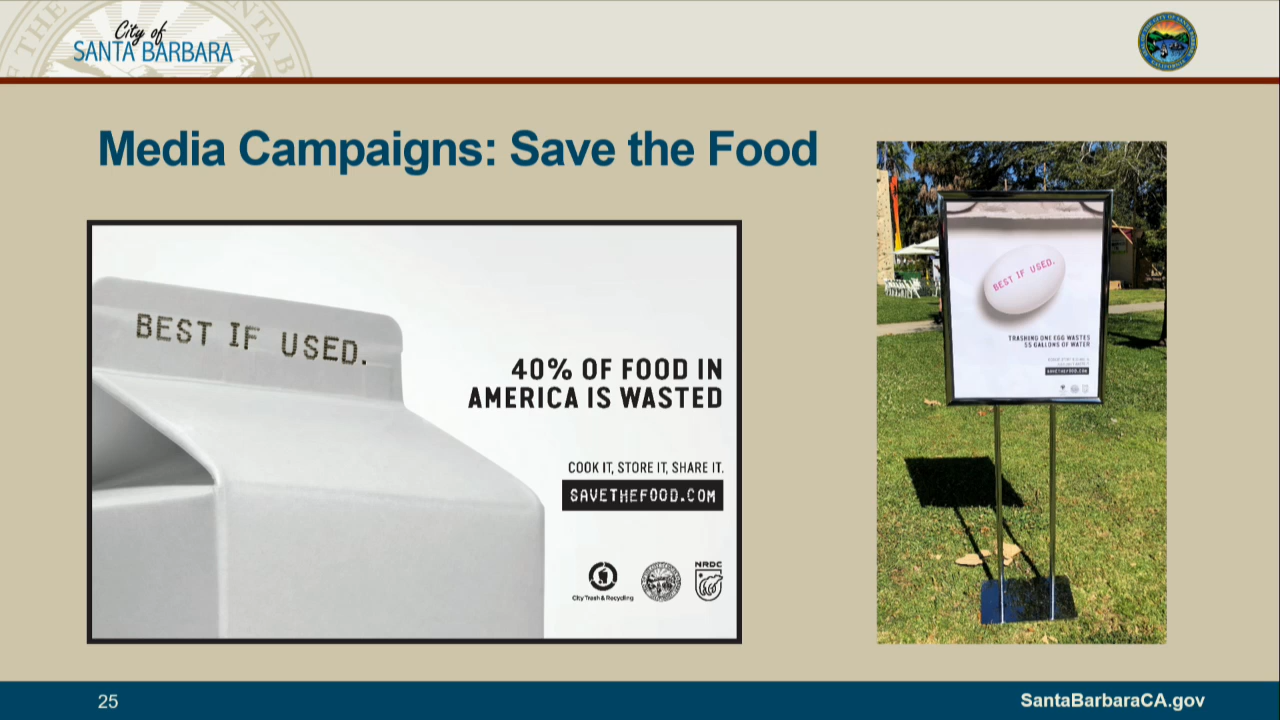 City of
SANTA BARBARA
Media Campaigns: Save the Food
BEST IF USED.
40% OF FOOD IN
AMERICA IS WASTED
COOK IT, STORE IT, SHARE IT.
SAVETHEFOOD.COM
City Trash & Recycling
NRDC
BEST IF USED.
TRASHING ONE EGG WASTES
55 GALLONS OF WATER
SAVETHEFOOD.COM
25
SantaBarbaraCA.gov